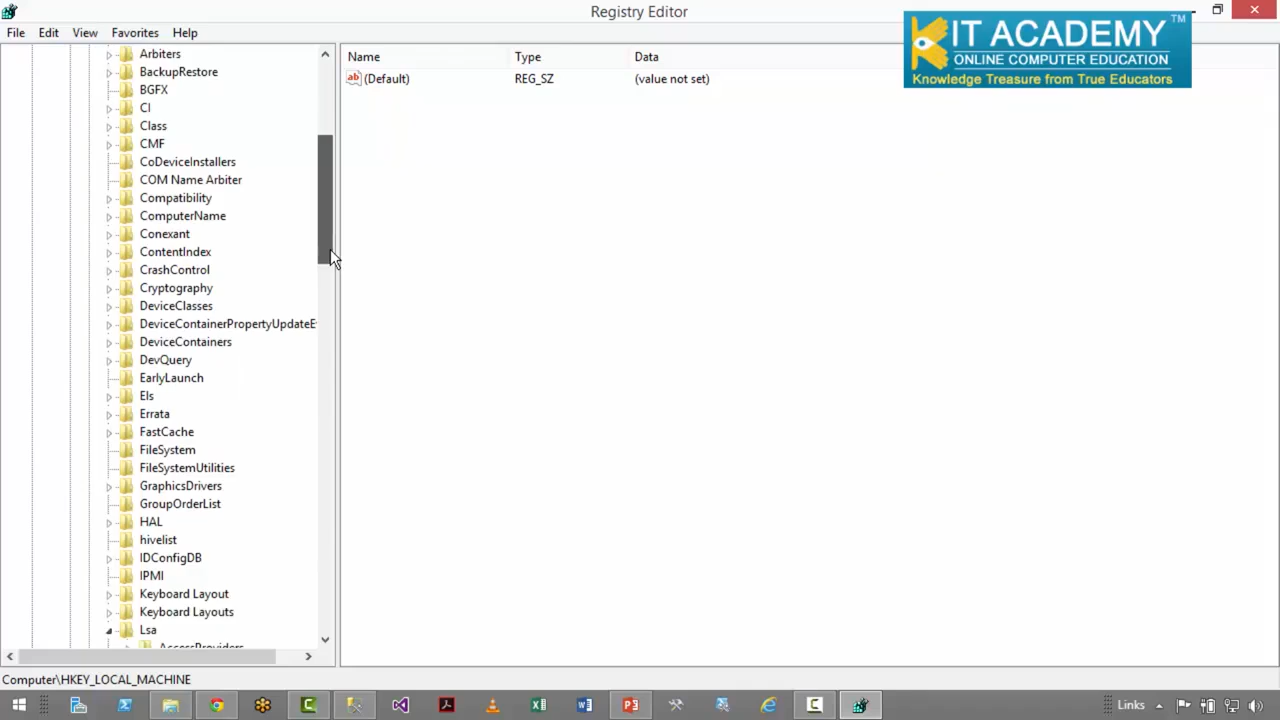 Registry Editor
File Edit View Favorites Help
KIT ACADEMY TM
ONLINE COMPUTER EDUCATION
Knowledge Treasure from True Educators
Name Type Data
(Default) REG_SZ (value not set)
Arbiters
BackupRestore
BGFX
CI
Class
CMF
CoDeviceInstallers
COM Name Arbiter
Compatibility
ComputerName
Conexant
ContentIndex
CrashControl
Cryptography
DeviceClasses
DeviceContainerPropertyUpdateE
DeviceContainers
DevQuery
EarlyLaunch
Els
Errata
FastCache
FileSystem
FileSystemUtilities
GraphicsDrivers
GroupOrderList
HAL
hivelist
IDConfigDB
IPMI
Keyboard Layout
Keyboard Layouts
Lsa
AccessProviders
Computer\HKEY_LOCAL_MACHINE
Links